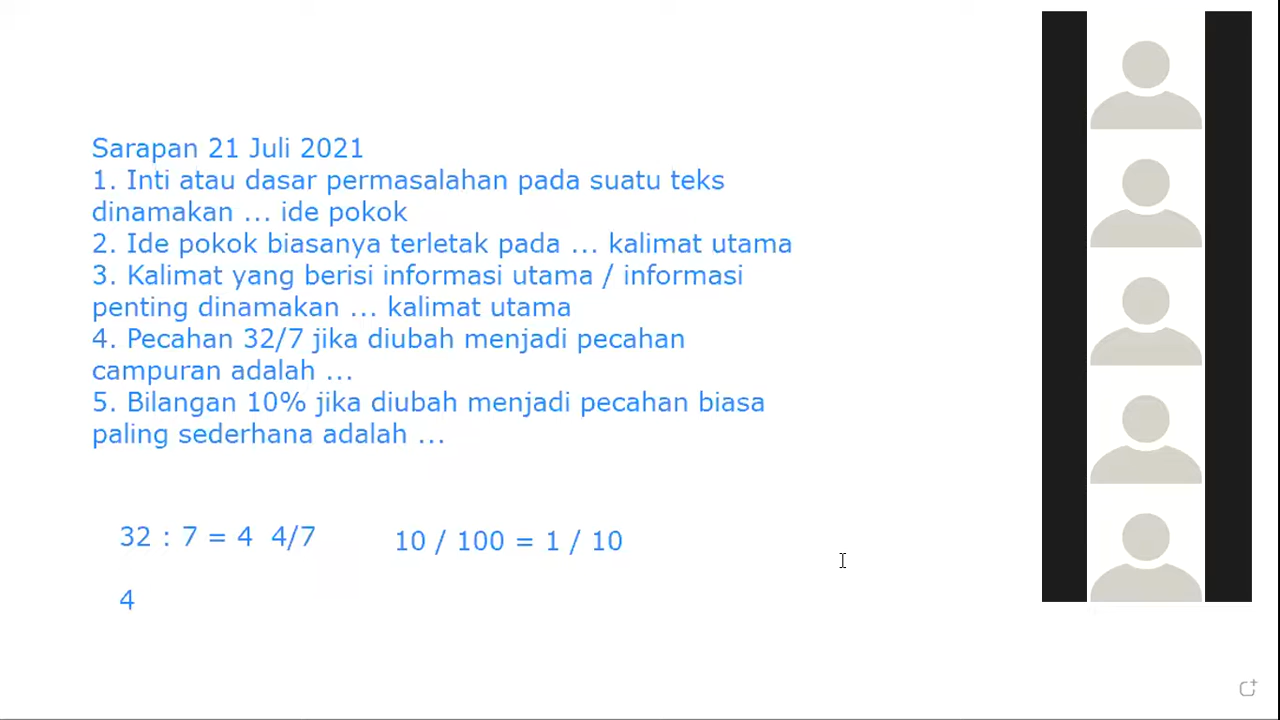 Sarapan 21 Juli 2021
1. Inti atau dasar permasalahan pada suatu teks
dinamakan ... ide pokok
2. Ide pokok biasanya terletak pada ... kalimat utama
3. Kalimat yang berisi informasi utama / informasi
penting dinamakan ... kalimat utama
4. Pecahan 32/7 jika diubah menjadi pecahan
campuran adalah ...
5. Bilangan 10% jika diubah menjadi pecahan biasa
paling sederhana adalah ...
32 : 7 = 4  4/7
10 / 100 = 1 / 10
4